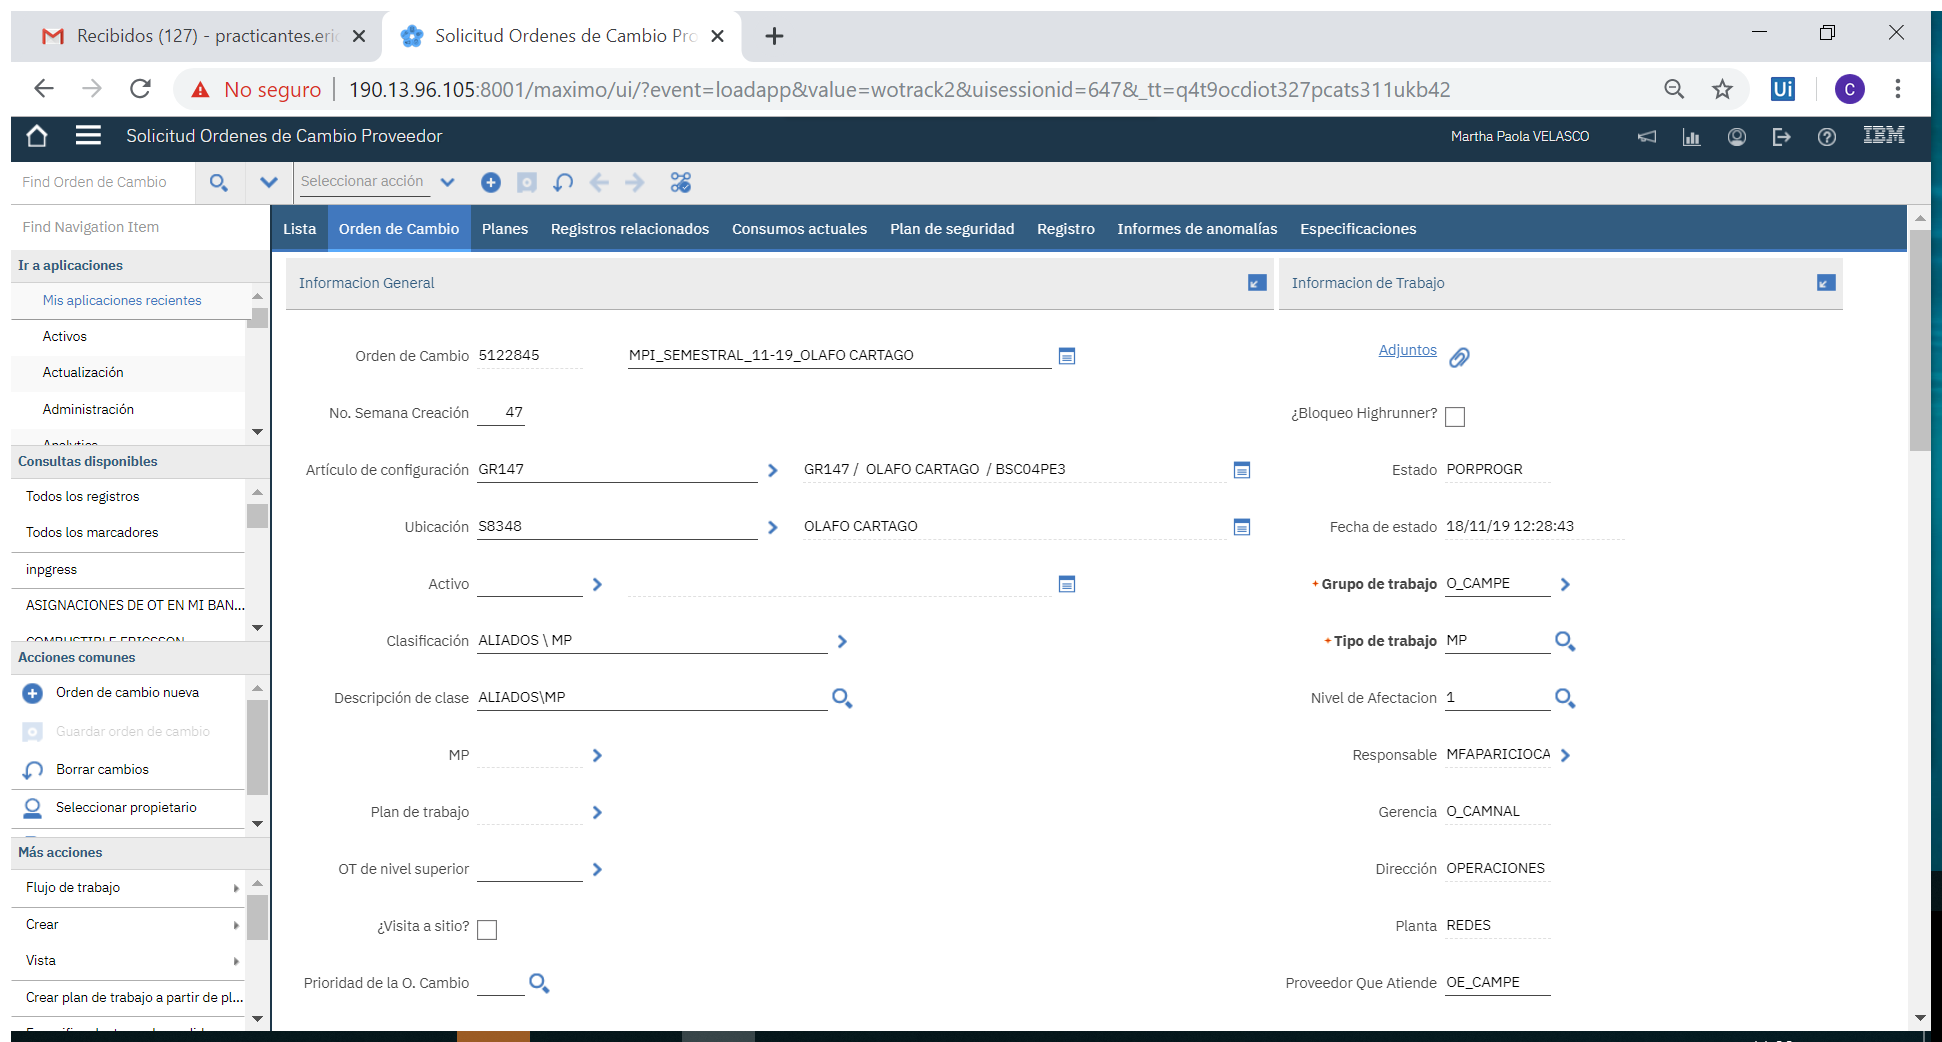 Recibidos (127) - practicantes.eri
Solicitud Ordenes de Cambio Pro
No seguro
190.13.96.105:8001/maximo/ui/?event=loadapp&value=wotrack2&uisessionid=647&_tt=q4t9ocdiot327pcats311ukb42
Ui
C
Solicitud Ordenes de Cambio Proveedor
Martha Paola VELASCO
IBM
Find Orden de Cambio
Seleccionar acción
Find Navigation Item
Lista
Orden de Cambio
Planes
Registros relacionados
Consumos actuales
Plan de seguridad
Registro
Informes de anomalías
Especificaciones
Ir a aplicaciones
Mis aplicaciones recientes
Activos
Actualización
Administración
Analytics
Consultas disponibles
Todos los registros
Todos los marcadores
inpgress
ASIGNACIONES DE OT EN MI BAN...
COMBUSTIBLE ERICSSON
Acciones comunes
Orden de cambio nueva
Guardar orden de cambio
Borrar cambios
Seleccionar propietario
Más acciones
Flujo de trabajo
Crear
Vista
Crear plan de trabajo a partir de pl...
Informacion General
Orden de Cambio 5122845 MPI_SEMESTRAL_11-19_OLAFO CARTAGO
No. Semana Creación 47
Artículo de configuración GR147 GR147 / OLAFO CARTAGO / BSC04PE3
Ubicación S8348 OLAFO CARTAGO
Activo
Clasificación ALIADOS \ MP
Descripción de clase ALIADOS\MP
MP
Plan de trabajo
OT de nivel superior
¿Visita a sitio?
Prioridad de la O. Cambio
Informacion de Trabajo
Adjuntos
¿Bloqueo Highrunner?
Estado PORPROGR
Fecha de estado 18/11/19 12:28:43
* Grupo de trabajo O_CAMPE
* Tipo de trabajo MP
Nivel de Afectacion 1
Responsable MFAPARICIOCA
Gerencia O_CAMNAL
Dirección OPERACIONES
Planta REDES
Proveedor Que Atiende OE_CAMPE